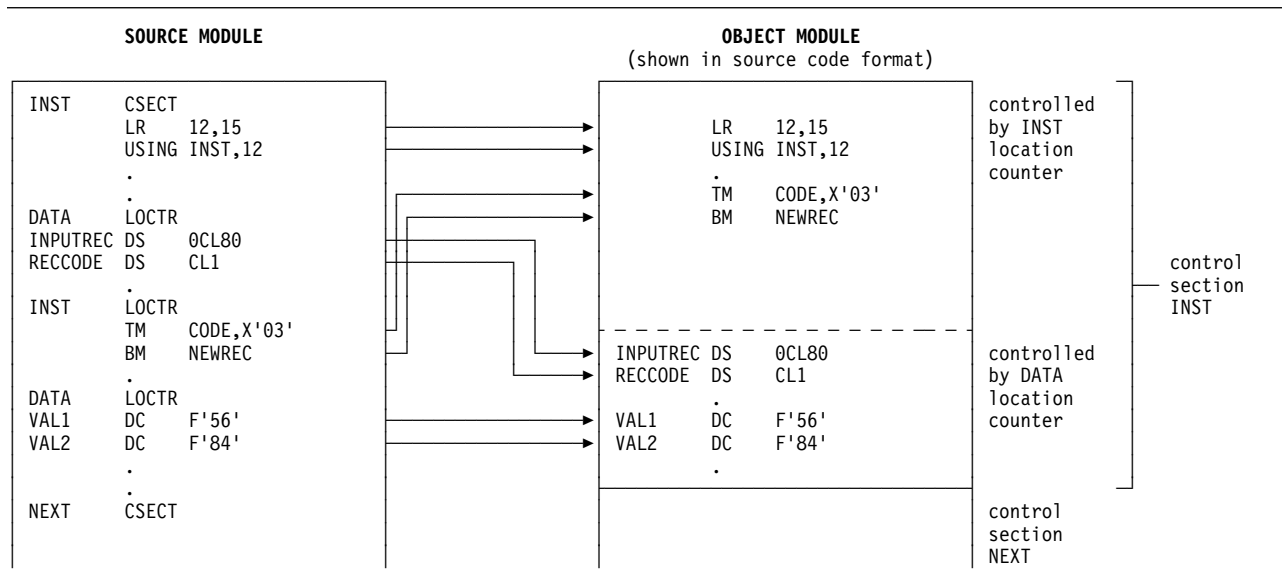 SOURCE MODULE
INST CSECT
LR 12,15
USING INST,12
.
.
DATA LOCTR
INPUTREC DS 0CL80
RECCODE DS CL1
.
INST LOCTR
TM CODE,X'03'
BM NEWREC
.
DATA LOCTR
VAL1 DC F'56'
VAL2 DC F'84'
.
.
NEXT CSECT
OBJECT MODULE
(shown in source code format)
LR 12,15
USING INST,12
.
TM CODE,X'03'
BM NEWREC
INPUTREC DS 0CL80
RECCODE DS CL1
.
VAL1 DC F'56'
VAL2 DC F'84'
.
controlled
by INST
location
counter
controlled
by DATA
location
counter
control
section
INST
control
section
NEXT